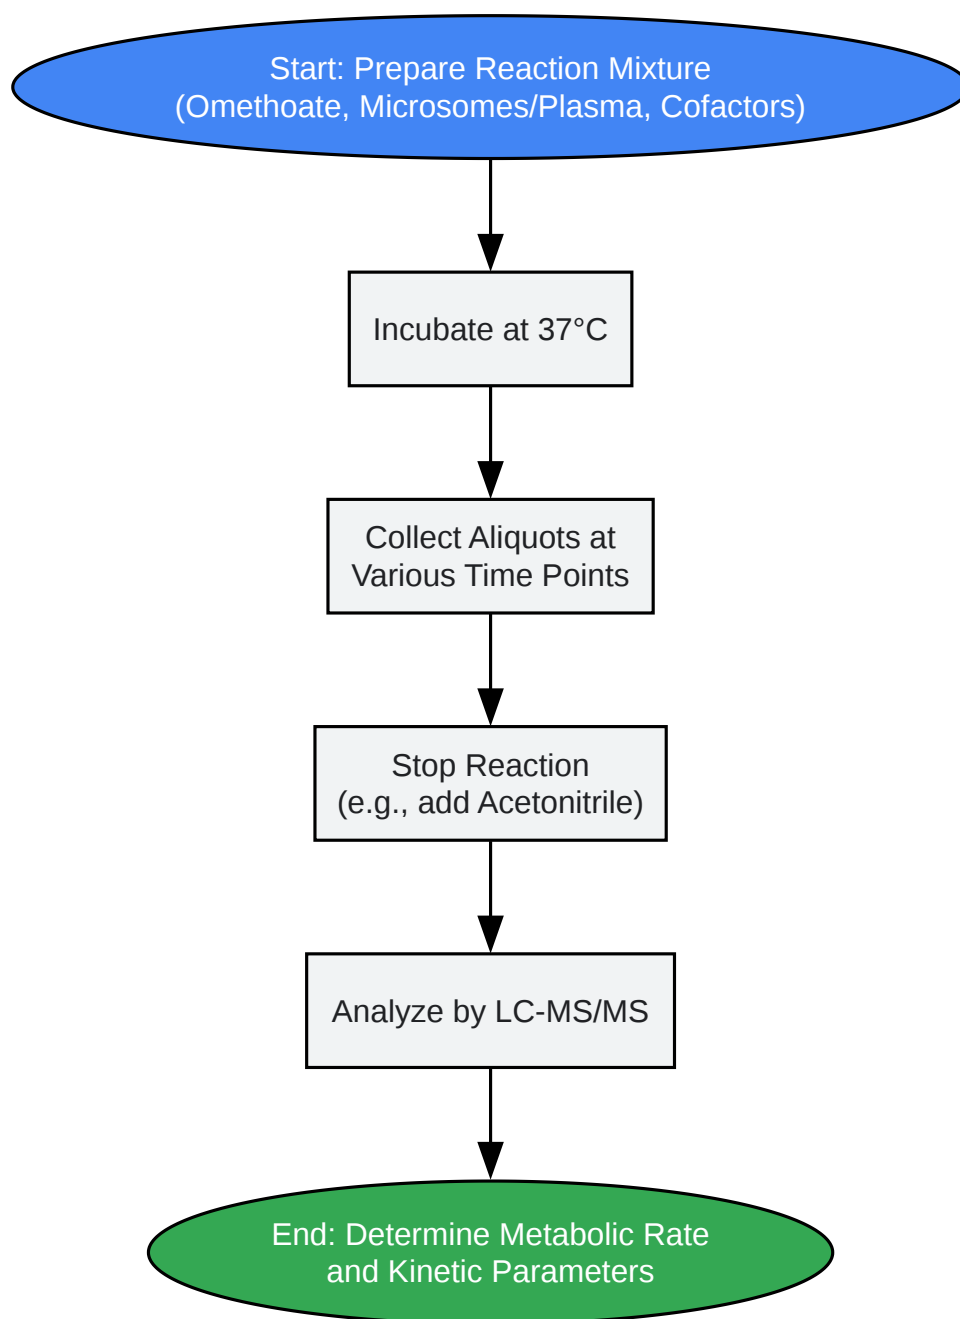 Start: Prepare Reaction Mixture
(Omethoate, Microsomes/Plasma, Cofactors)
Incubate at 37°C
Collect Aliquots at
Various Time Points
Stop Reaction
(e.g., add Acetonitrile)
Analyze by LC-MS/MS
End: Determine Metabolic Rate
and Kinetic Parameters